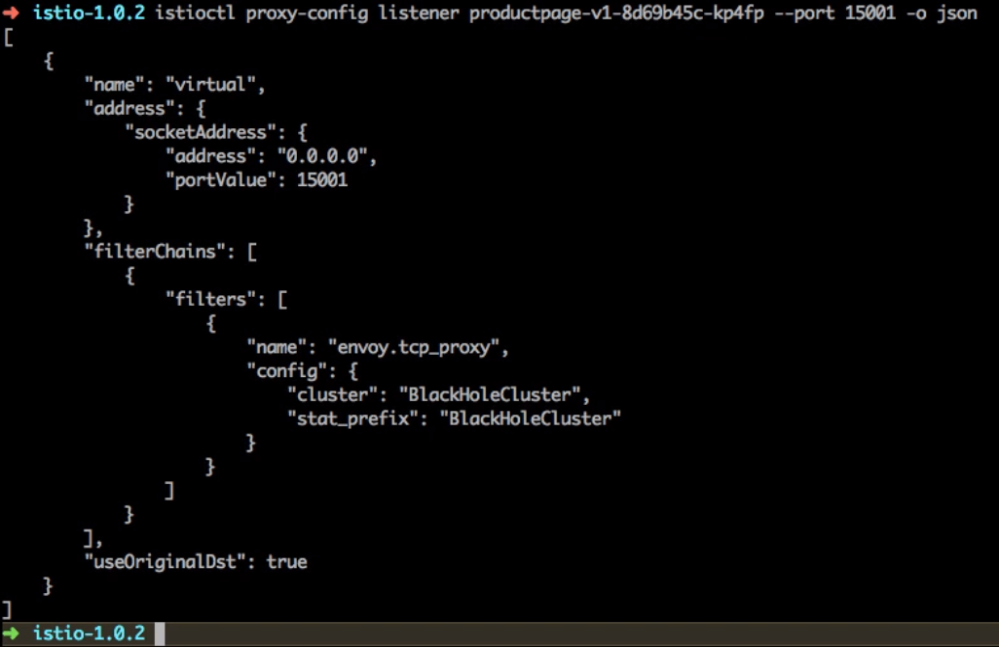 ➜ istio-1.0.2 istioctl proxy-config listener productpage-v1-8d69b45c-kp4fp --port 15001 -o json
[
    {
        "name": "virtual",
        "address": {
            "socketAddress": {
                "address": "0.0.0.0",
                "portValue": 15001
            }
        },
        "filterChains": [
            {
                "filters": [
                    {
                        "name": "envoy.tcp_proxy",
                        "config": {
                            "cluster": "BlackHoleCluster",
                            "stat_prefix": "BlackHoleCluster"
                        }
                    }
                ]
            }
        ],
        "useOriginalDst": true
    }
]
➜ istio-1.0.2